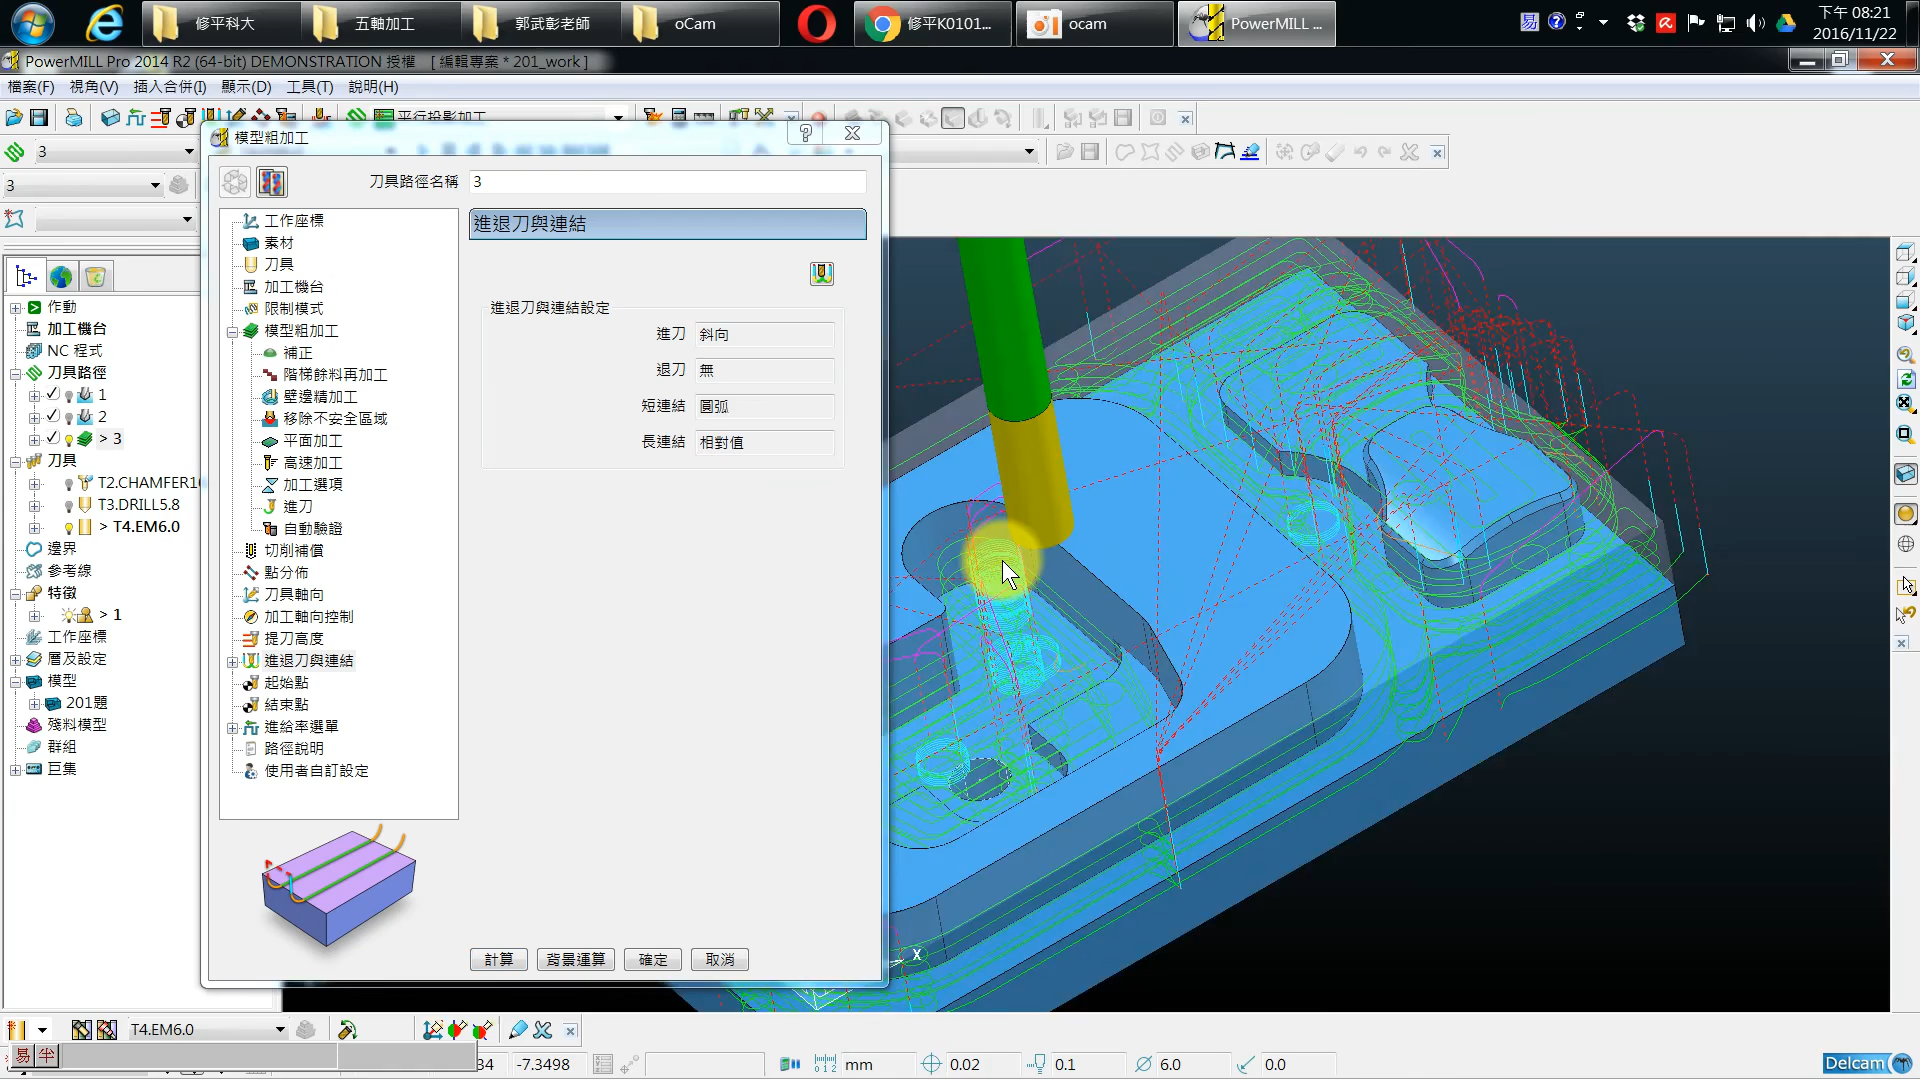 修平科大
五軸加工
郭武彰老師
oCam
修平K0101...
ocam
PowerMILL ...
易
下午 08:21
2016/11/22
PowerMILL Pro 2014 R2 (64-bit) DEMONSTRATION 授權 [ 編輯專案 * 201_work ]
檔案(F) 視角(V) 插入合併(I) 顯示(D) 工具(T) 說明(H)
平行投影加工
模型粗加工
3
3
刀具路徑名稱 3
進退刀與連結
進退刀與連結設定
進刀 斜向
退刀 無
短連結 圓弧
長連結 相對值
工作座標
素材
刀具
加工機台
限制模式
模型粗加工
補正
階梯餘料再加工
壁邊精加工
移除不安全區域
平面加工
高速加工
加工選項
進刀
自動驗證
切削補償
點分佈
刀具軸向
加工軸向控制
提刀高度
進退刀與連結
起始點
結束點
進給率選單
路徑說明
使用者自訂設定
計算 背景運算 確定 取消
作動
加工機台
NC 程式
刀具路徑
1
2
> 3
刀具
T2.CHAMFER1
T3.DRILL5.8
> T4.EM6.0
邊界
參考線
特徵
> 1
工作座標
層及設定
模型
201題
殘料模型
群組
巨集
X
T4.EM6.0
易 半
34 -7.3498 mm 0.02 0.1 6.0 0.0
Delcam